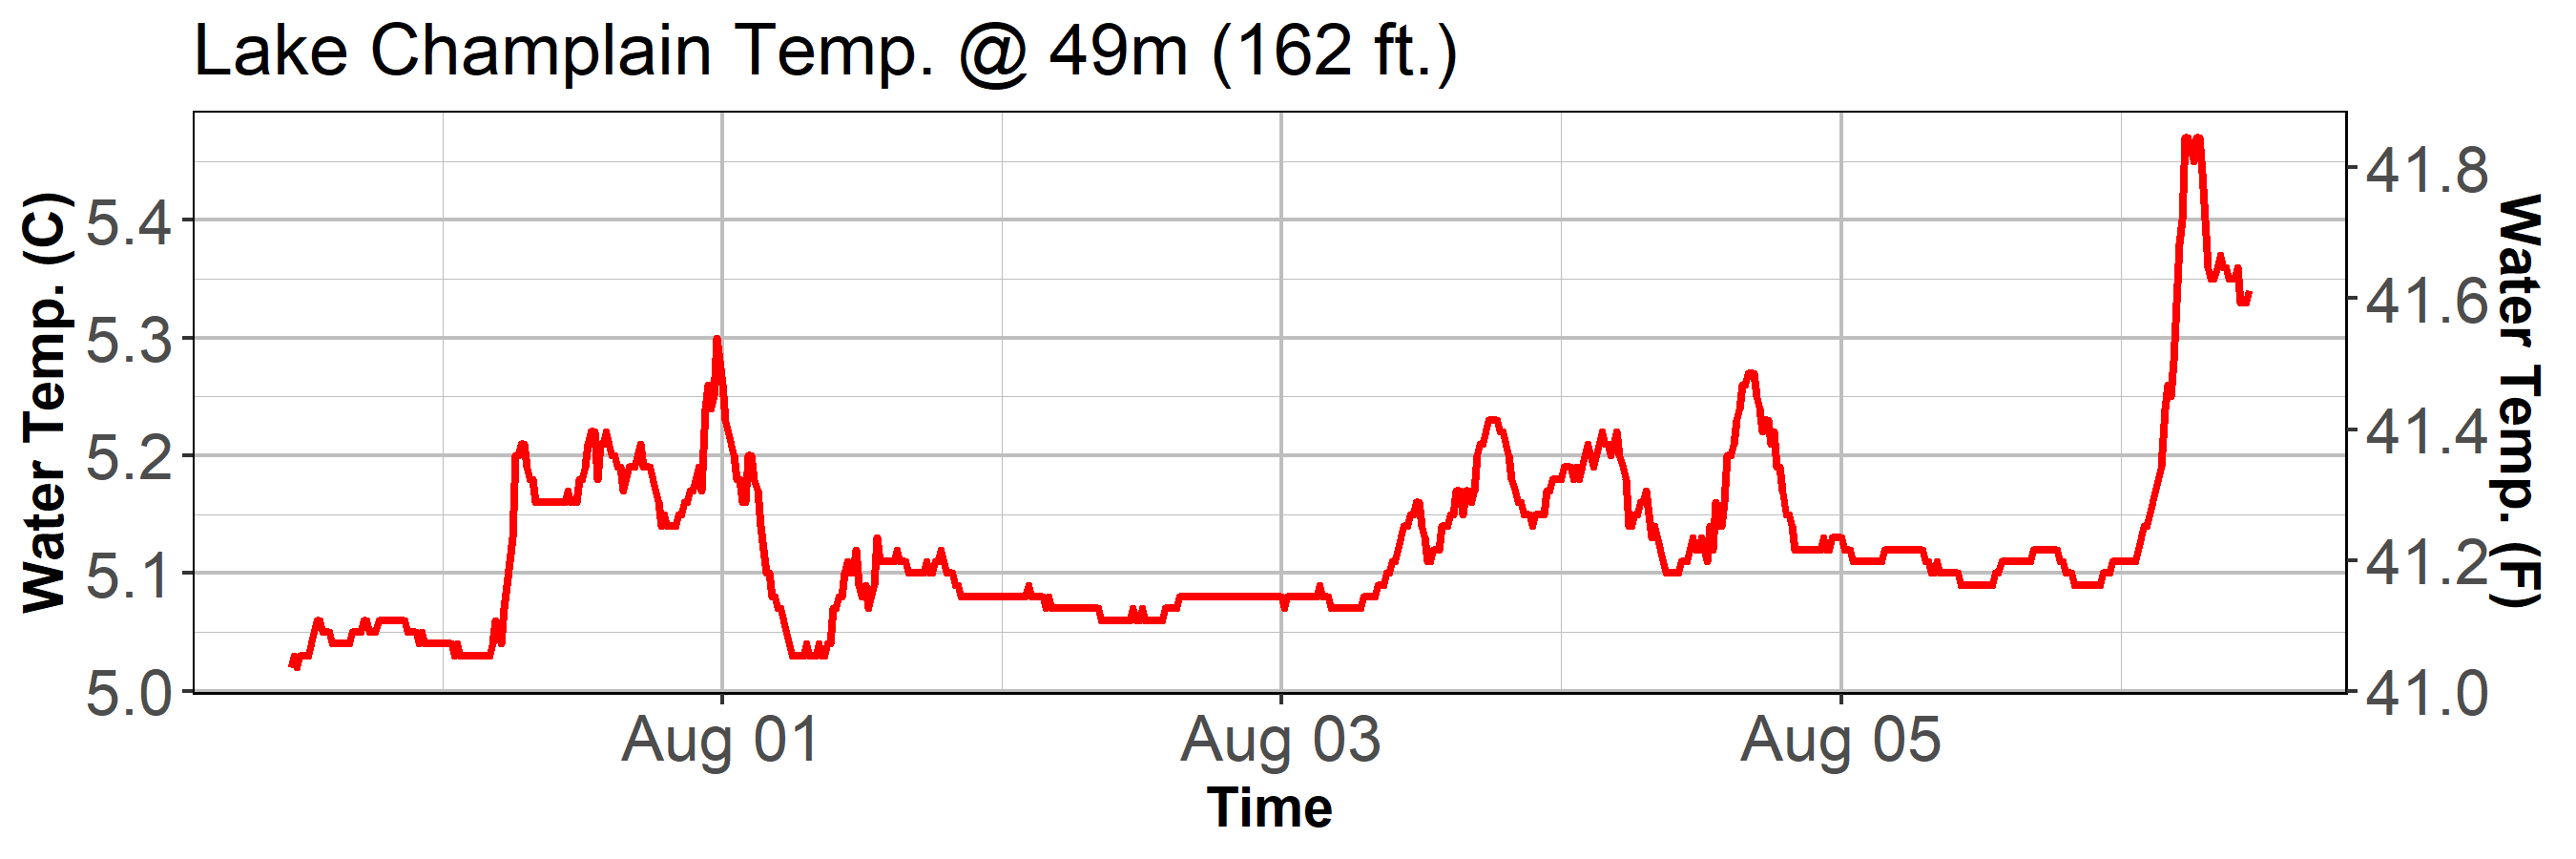 Lake Champlain Temp. @ 49m (162 ft.)
Water Temp. (C)
5.4
5.3
5.2
5.1
5.0
41.8
41.6
41.4
41.2
41.0
Water Temp. (F)
Aug 01 Aug 03 Aug 05
Time